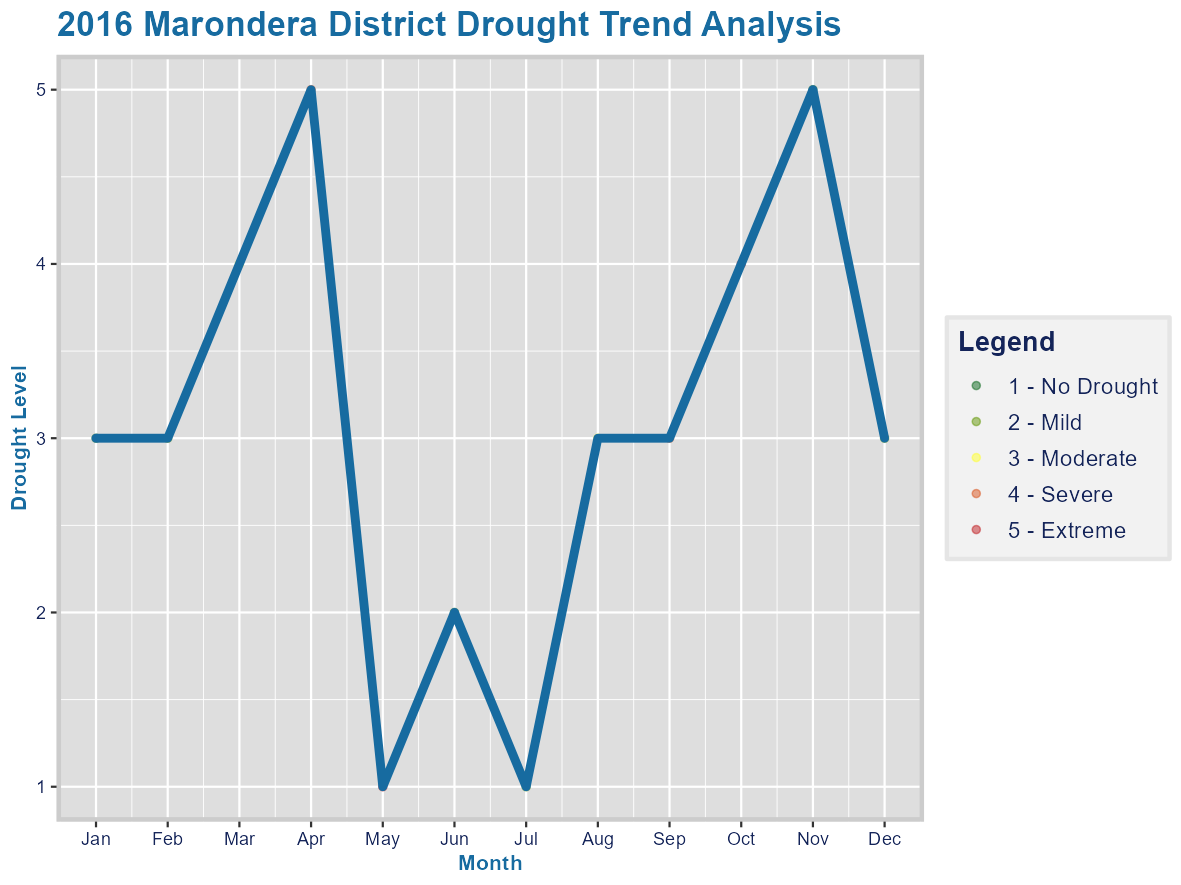 2016 Marondera District Drought Trend Analysis
5
4
3
2
1
Drought Level
Jan Feb Mar Apr May Jun Jul Aug Sep Oct Nov Dec
Month
Legend
1 - No Drought
2 - Mild
3 - Moderate
4 - Severe
5 - Extreme